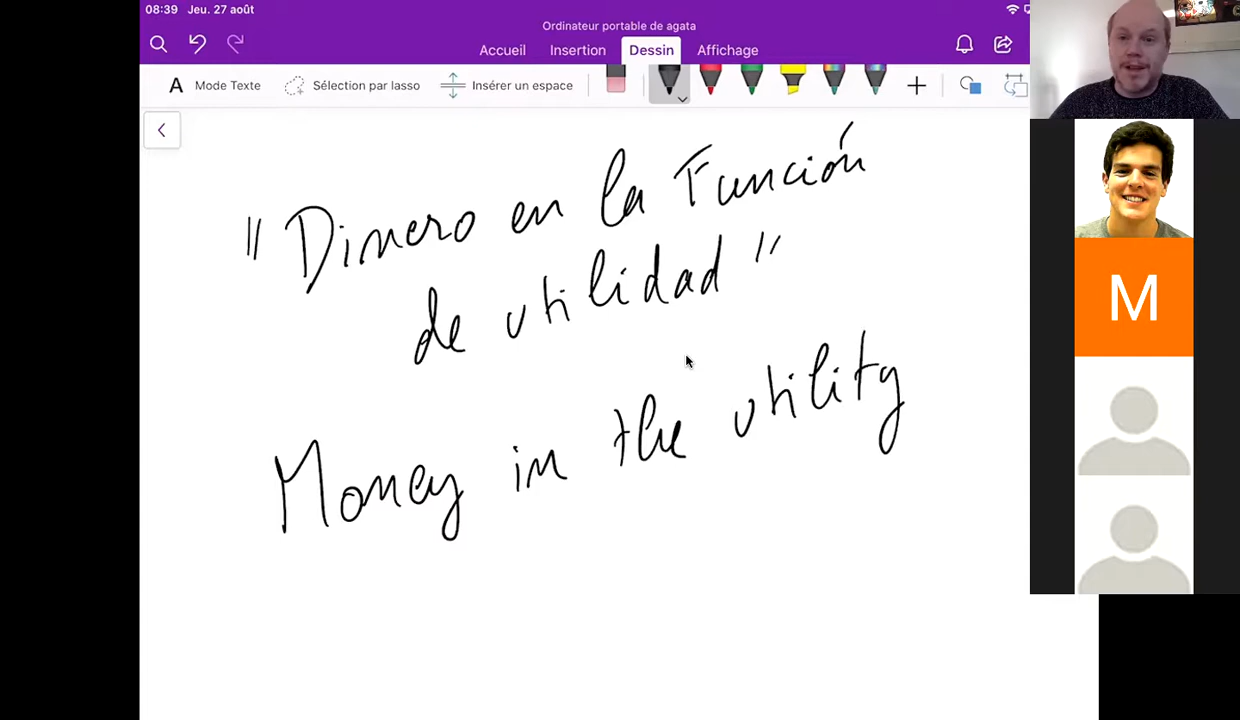 08:39 Jeu. 27 août
Ordinateur portable de agata
Accueil Insertion Dessin Affichage
A Mode Texte Sélection par lasso Insérer un espace
"Dinero en la Función
de utilidad"
Money in the utility
M